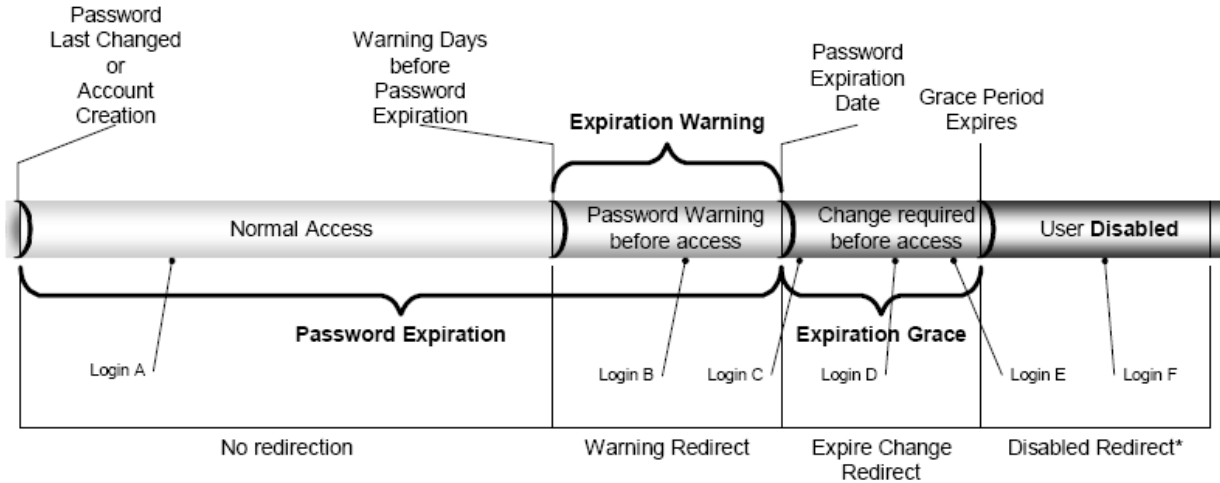 Password
Last Changed
or
Account
Creation
Warning Days
before
Password
Expiration
Expiration Warning
Password
Expiration
Date
Grace Period
Expires
Normal Access
Password Warning
before access
Change required
before access
User Disabled
Password Expiration
Expiration Grace
Login A
Login B
Login C
Login D
Login E
Login F
No redirection
Warning Redirect
Expire Change
Redirect
Disabled Redirect*